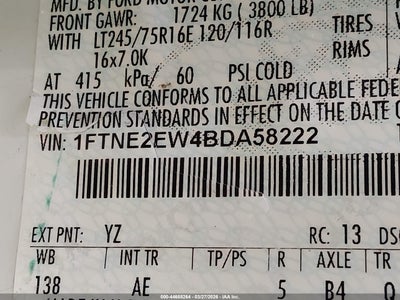 MFD. BY FORD MOTOR
FRONT GAWR: 1724 KG ( 3800 LB)
WITH LT245/75R16E 120/116R TIRES
16x7.0K RIMS
AT 415 kPa/ 60 PSI COLD
THIS VEHICLE CONFORMS TO ALL APPLICABLE FEDE
PREVENTION STANDARDS IN EFFECT ON THE DATE O
VIN: 1FTNE2EW4BDA58222
EXT PNT: YZ RC: 13 DS
WB INT TR TP/PS R AXLE TR
138 AE 5 B4 Q